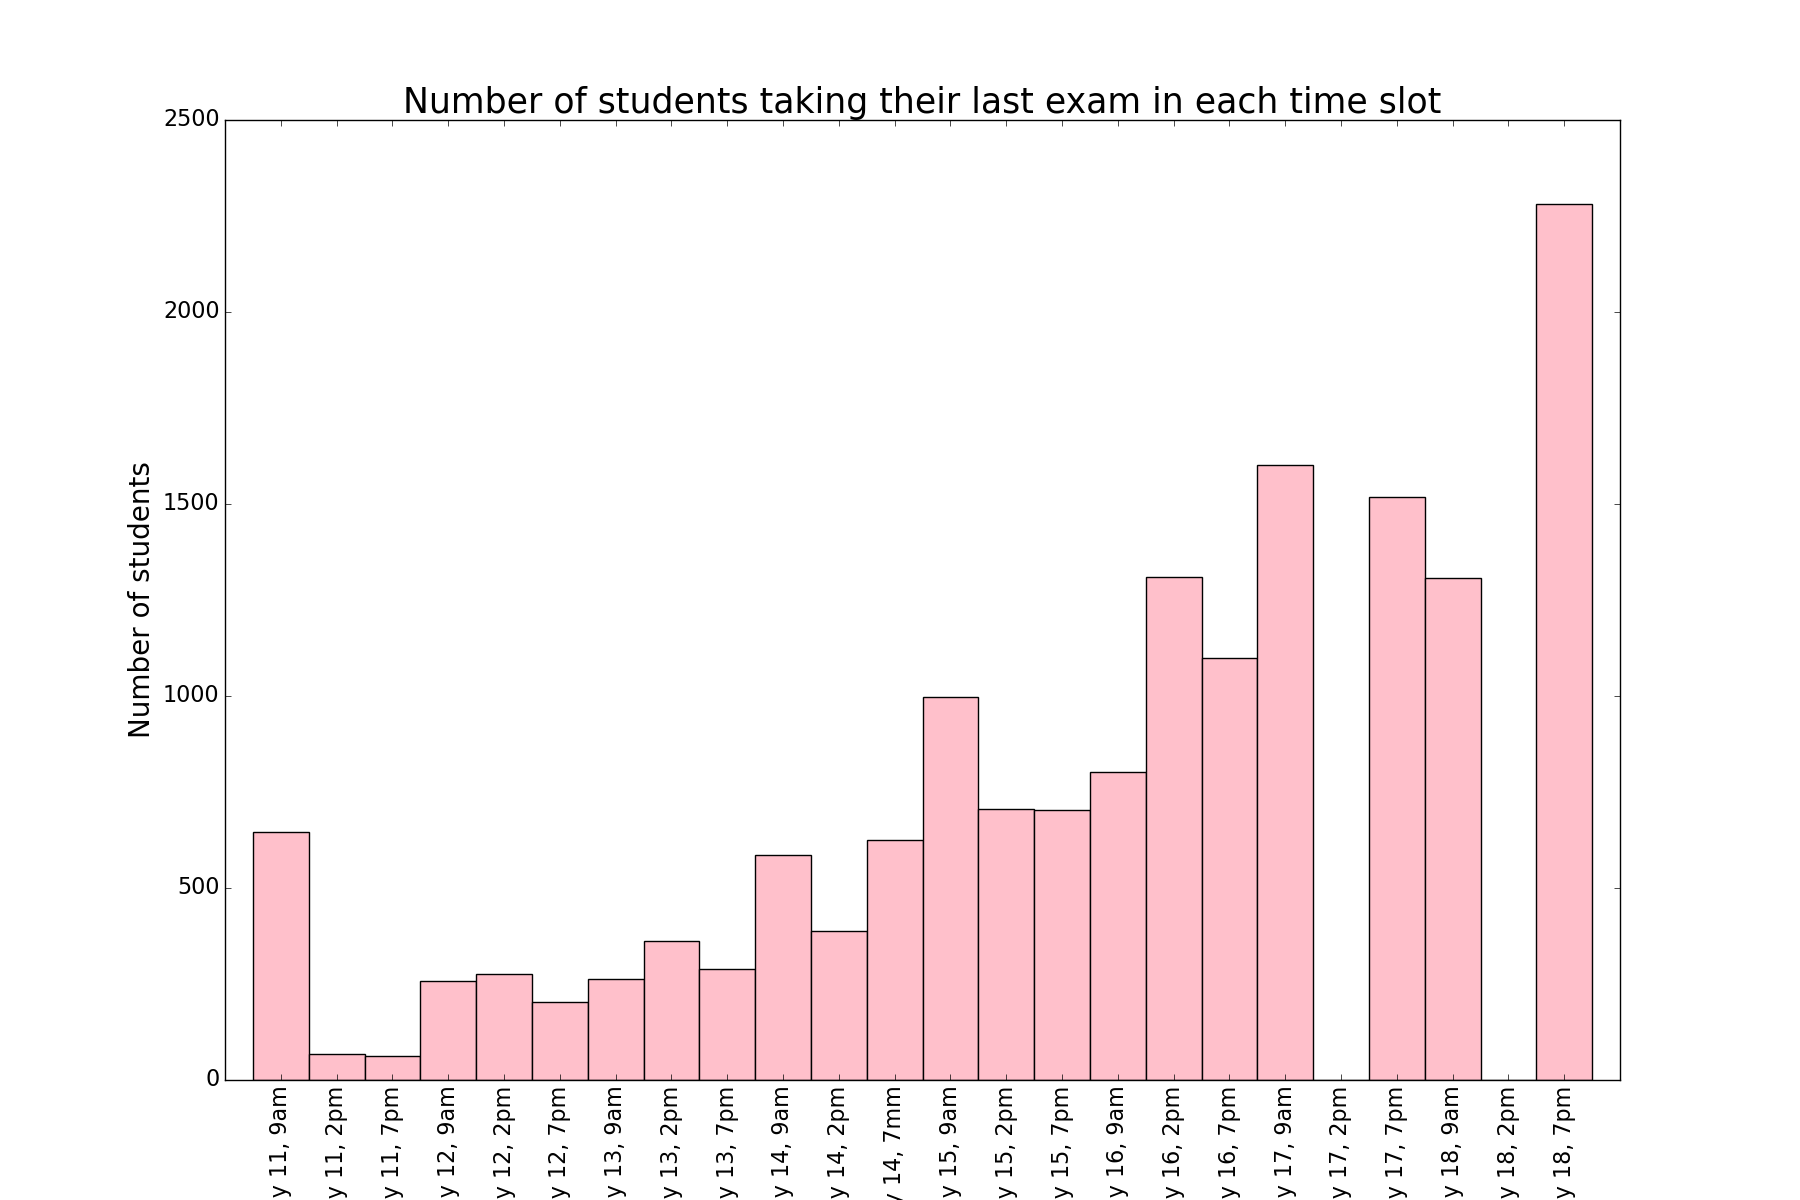 Number of students taking their last exam in each time slot
Number of students
2500
2000
1500
1000
500
0
y 11, 9am
y 11, 2pm
y 11, 7pm
y 12, 9am
y 12, 2pm
y 12, 7pm
y 13, 9am
y 13, 2pm
y 13, 7pm
y 14, 9am
y 14, 2pm
y 14, 7mm
y 15, 9am
y 15, 2pm
y 15, 7pm
y 16, 9am
y 16, 2pm
y 16, 7pm
y 17, 9am
y 17, 2pm
y 17, 7pm
y 18, 9am
y 18, 2pm
y 18, 7pm